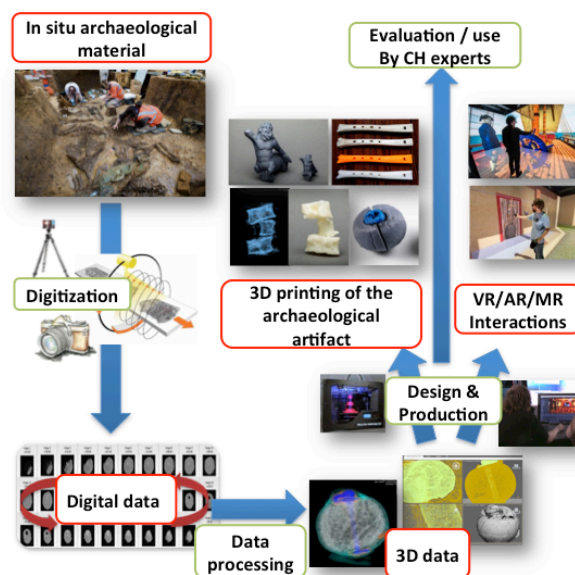 In situ archaeological
material
Evaluation / use
By CH experts
Digitization
3D printing of the
archaeological
artifact
VR/AR/MR
Interactions
Design &
Production
Digital data
Data
processing
3D data